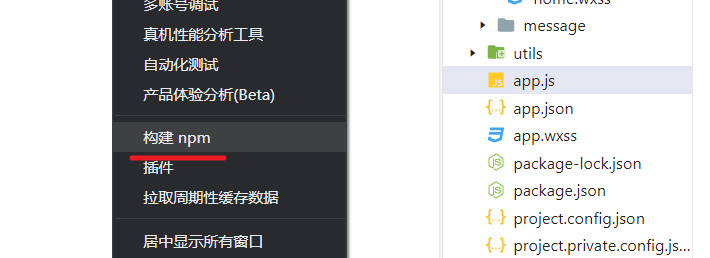 多账号调试
真机性能分析工具
自动化测试
产品体验分析(Beta)
构建 npm
插件
拉取周期性缓存数据
居中显示所有窗口
home.wxss
message
utils
JS
app.js
{..}
app.json
app.wxss
JS
package-lock.json
JS
package.json
{..}
project.config.json
{..}
project.private.config.js...